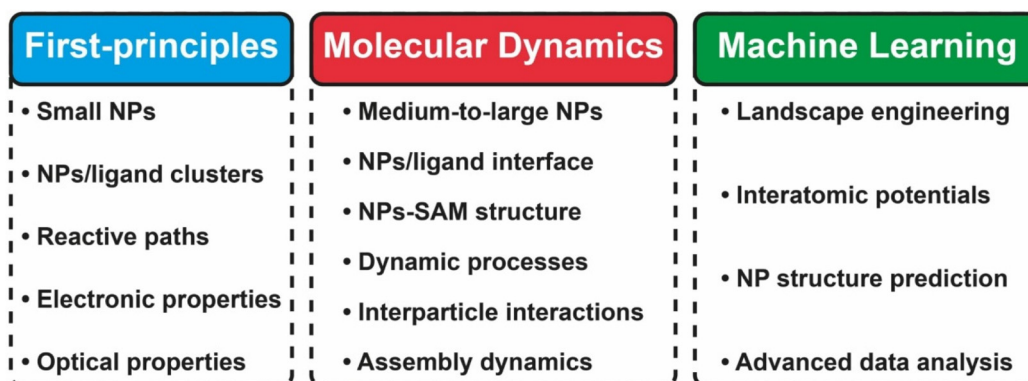 First-principles
• Small NPs
• NPs/ligand clusters
• Reactive paths
• Electronic properties
• Optical properties
Molecular Dynamics
• Medium-to-large NPs
• NPs/ligand interface
• NPs-SAM structure
• Dynamic processes
• Interparticle interactions
• Assembly dynamics
Machine Learning
• Landscape engineering
• Interatomic potentials
• NP structure prediction
• Advanced data analysis